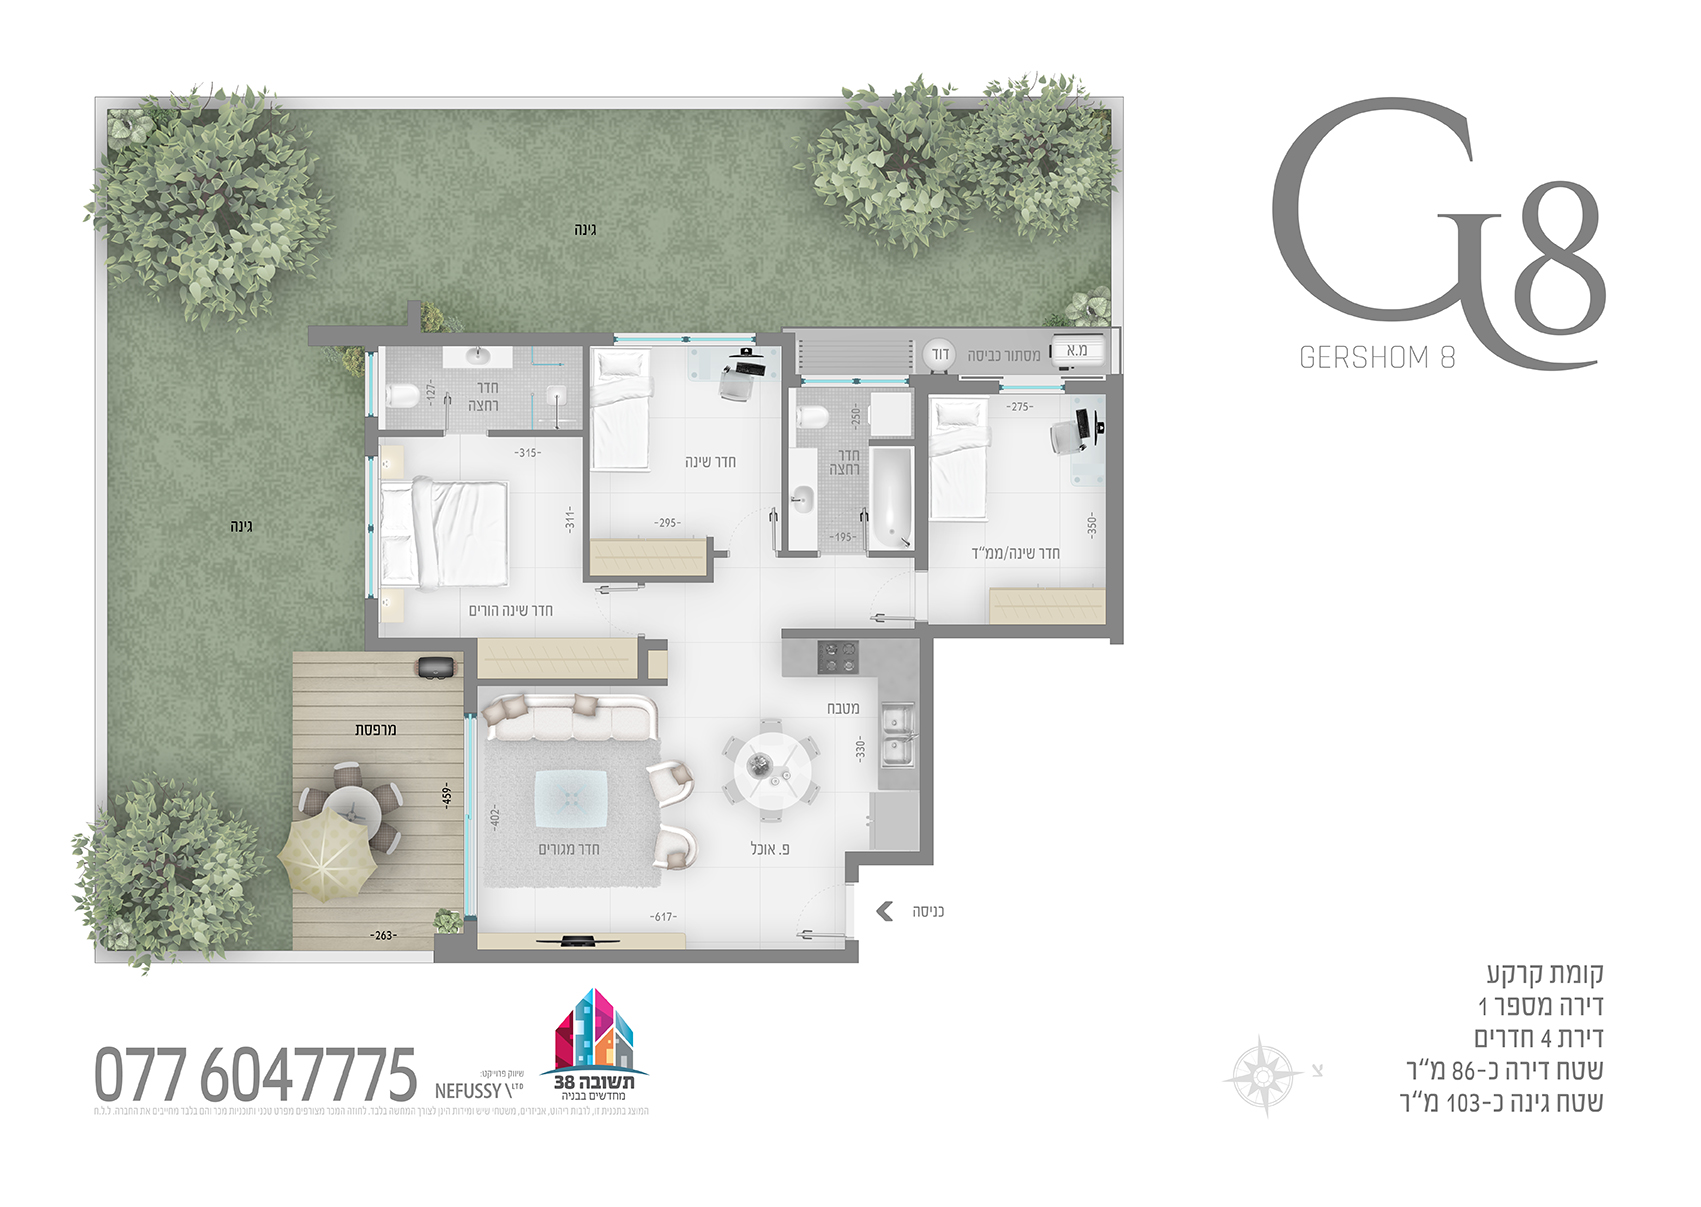 G8
GERSHOM 8
גינה
מסתור כביסה
דוד
מ.א
חדר
רחצה
-127-
-315-
-311-
חדר שינה הורים
חדר שינה
-295-
-250-
חדר
רחצה
-195-
-275-
-350-
חדר שינה/ממ"ד
גינה
מרפסת
-459-
-263-
מטבח
-330-
-402-
חדר מגורים
פ. אוכל
-617-
כניסה
קומת קרקע
דירה מספר 1
דירת 4 חדרים
שטח דירה כ-86 מ"ר
שטח גינה כ-103 מ"ר
צ
077 6047775
שיווק פרוייקט:
NEFUSSY \ LTD
תשובה 38
מחדשים בבניה
המוצג בתכנית זו, לרבות ריהוט, אביזרים, משטחי שיש ומידות הינן לצורך המחשה בלבד. לחוזה המכר מצורפים מפרט טכני ותוכניות מכר והם בלבד מחייבים את החברה. ט.ל.ח